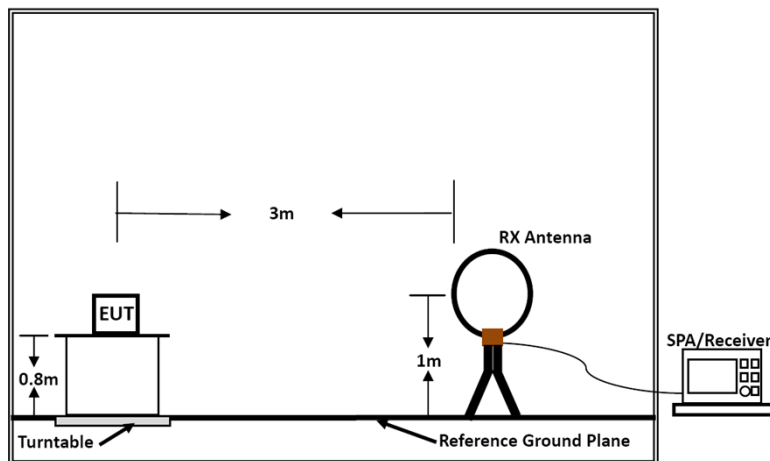 3m
RX Antenna
EUT
SPA/Receiver
0.8m
1m
Turntable
Reference Ground Plane